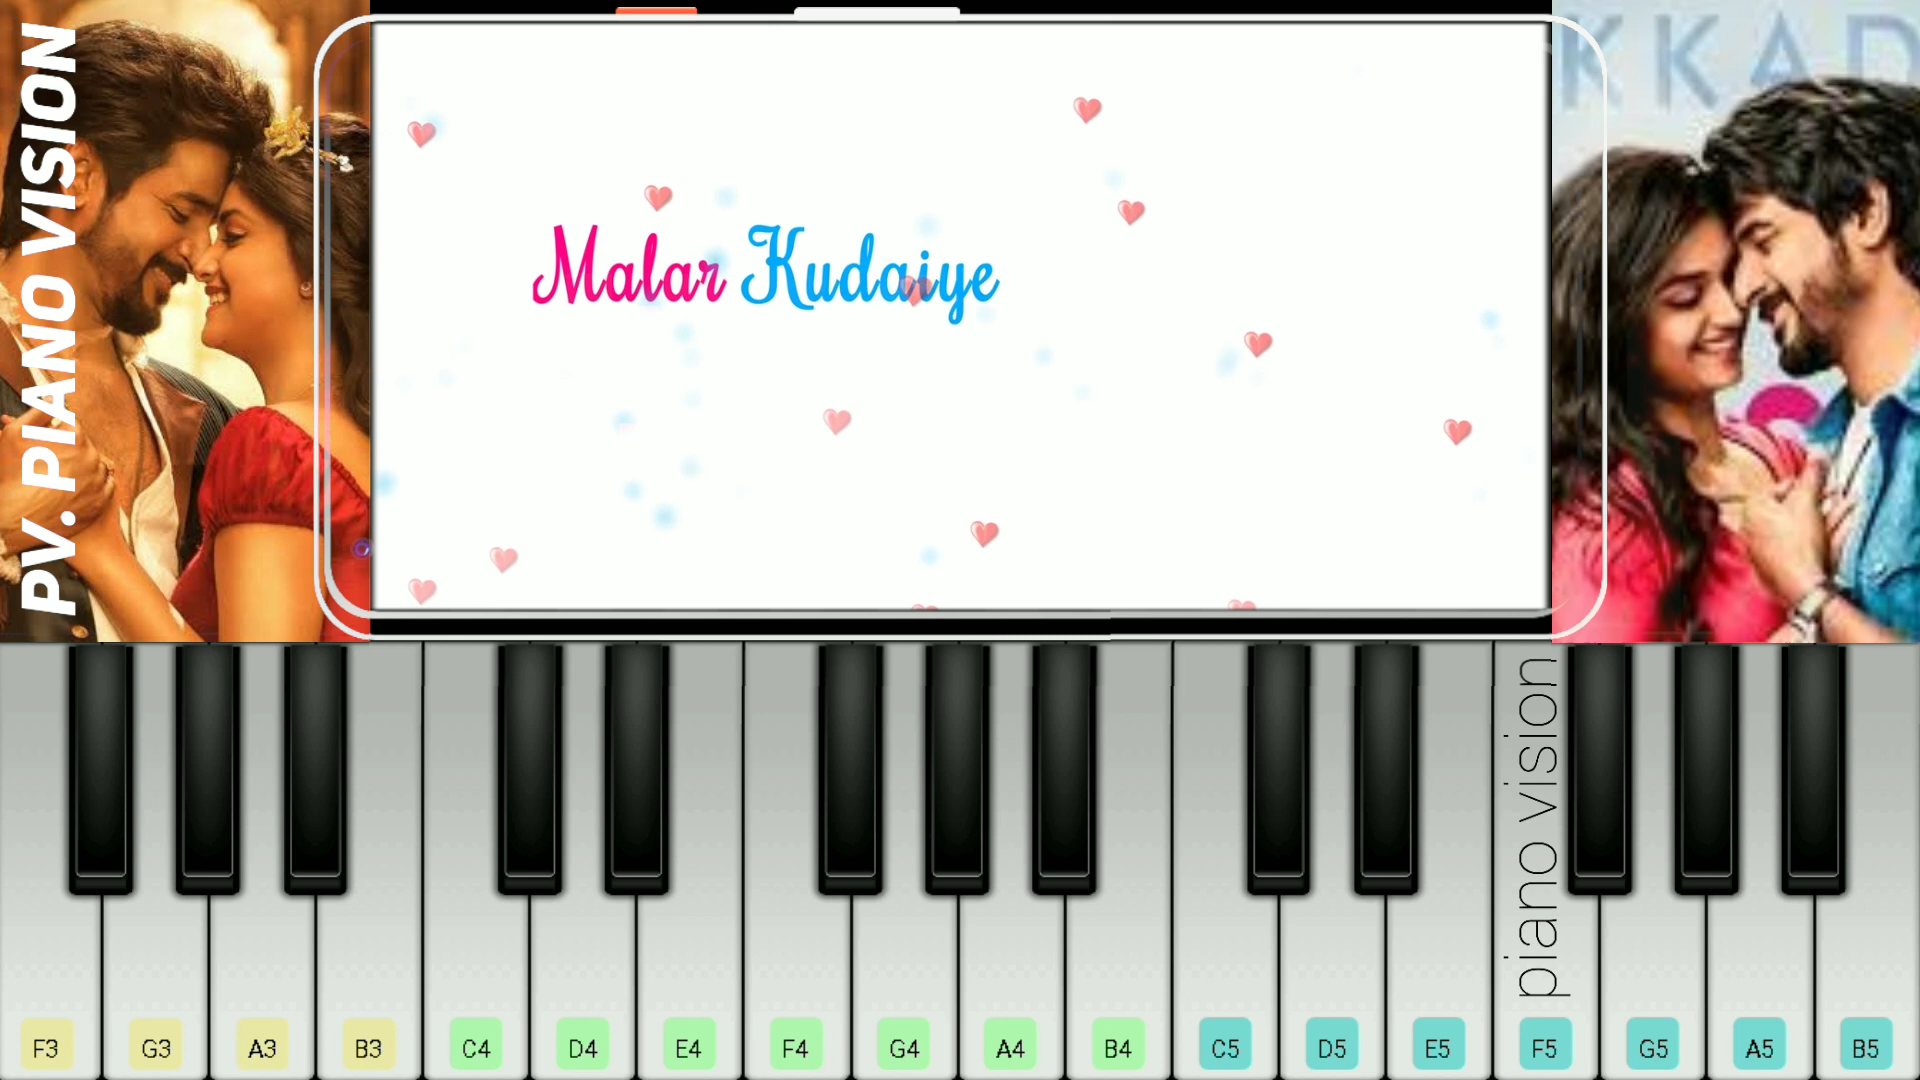 PV. PIANO VISION
KKAD
Malar Kudaiye
piano vision
F3 G3 A3 B3 C4 D4 E4 F4 G4 A4 B4 C5 D5 E5 F5 G5 A5 B5